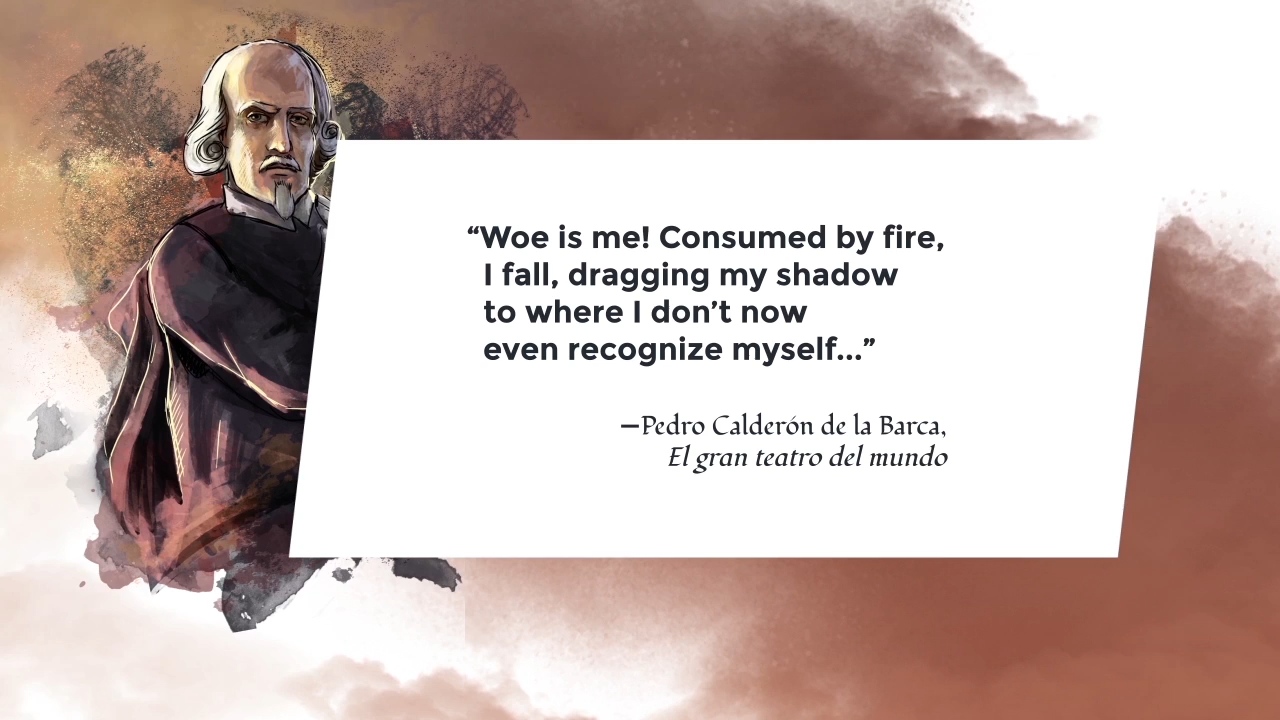 “Woe is me! Consumed by fire,
I fall, dragging my shadow
to where I don’t now
even recognize myself...”
—Pedro Calderón de la Barca,
El gran teatro del mundo